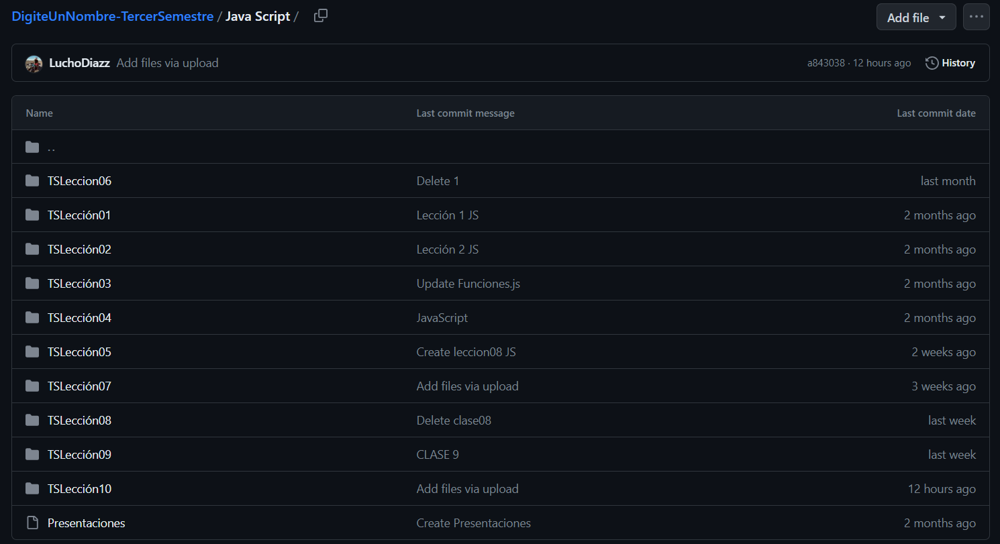 DigiteUnNombre-TercerSemestre / Java Script /
Add file
LuchoDiazz Add files via upload a843038 · 12 hours ago History
Name Last commit message Last commit date
..
TSLeccion06 Delete 1 last month
TSLección01 Lección 1 JS 2 months ago
TSLección02 Lección 2 JS 2 months ago
TSLección03 Update Funciones.js 2 months ago
TSLección04 JavaScript 2 months ago
TSLección05 Create leccion08 JS 2 weeks ago
TSLección07 Add files via upload 3 weeks ago
TSLección08 Delete clase08 last week
TSLección09 CLASE 9 last week
TSLección10 Add files via upload 12 hours ago
Presentaciones Create Presentaciones 2 months ago